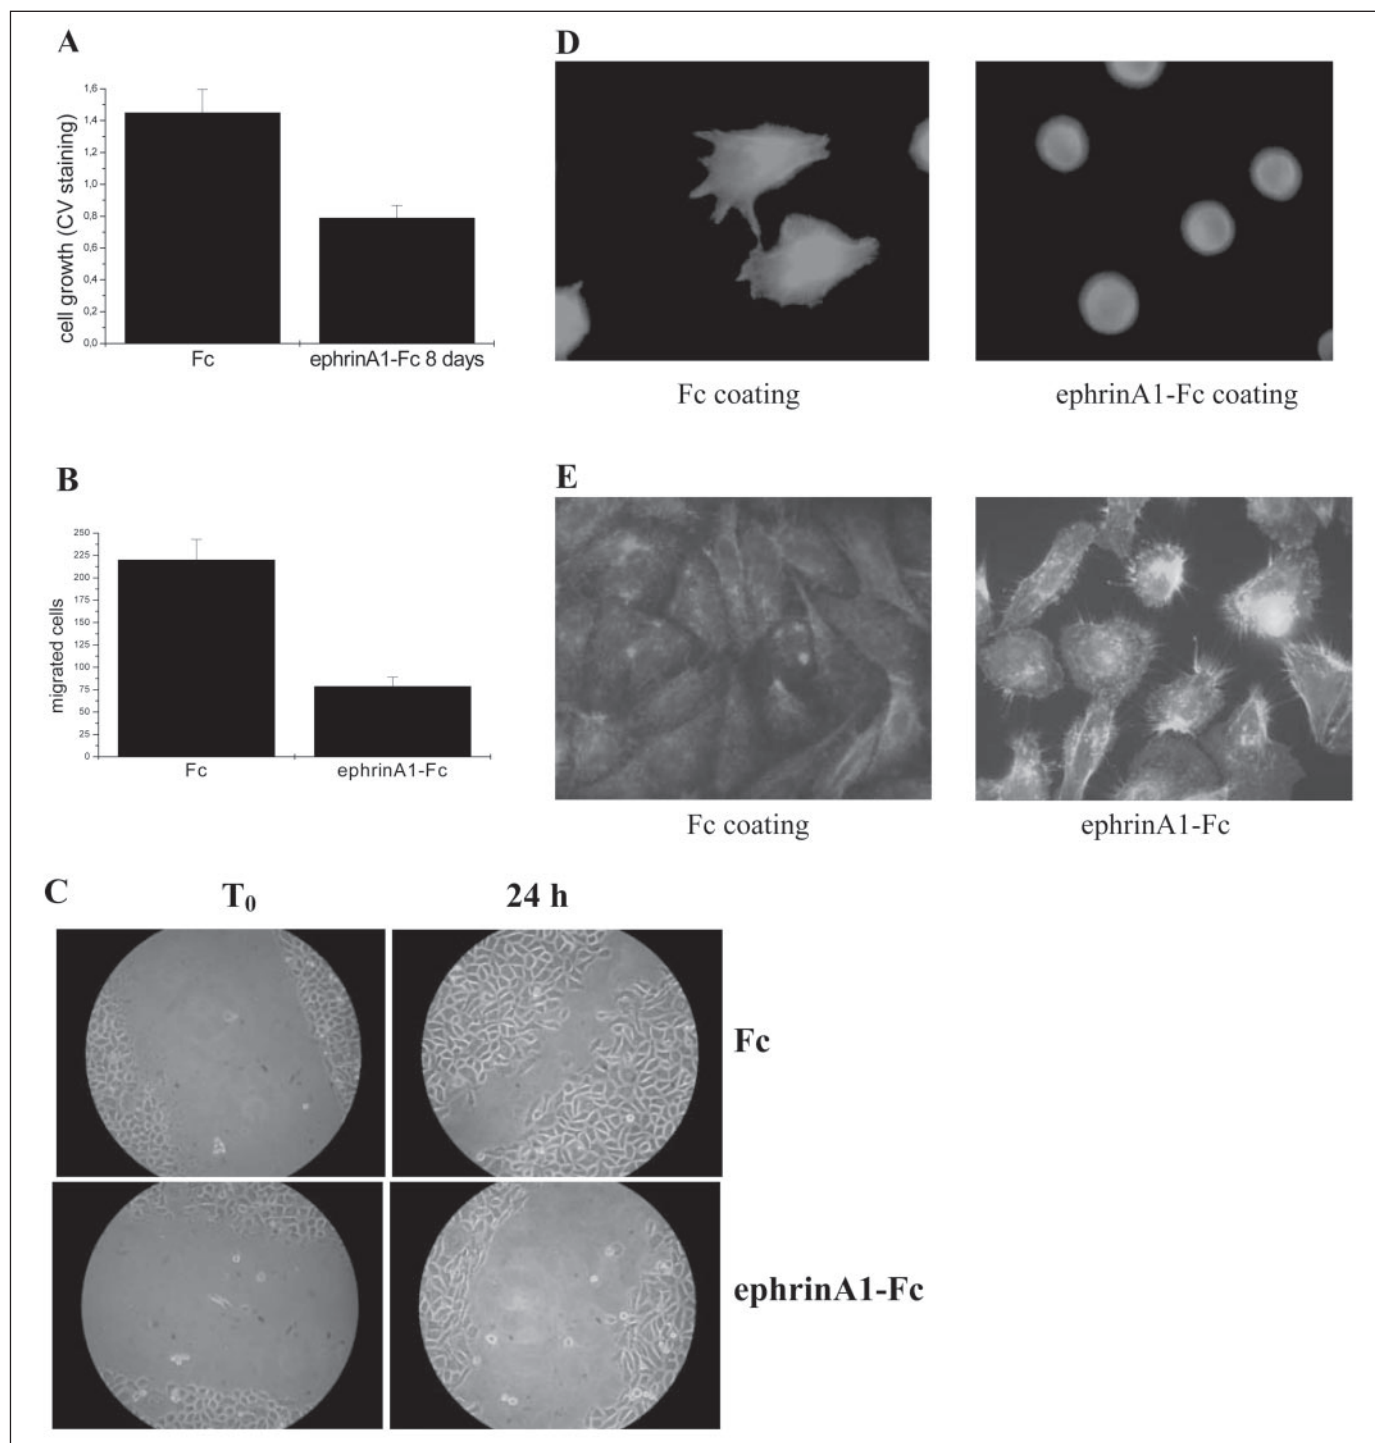 A
cell growth (CV staining)
1,6
1,4
1,2
1,0
0,8
0,6
0,4
0,2
0,0
Fc
ephrinA1-Fc 8 days
B
migrated cells
250
225
200
175
150
125
100
75
50
25
0
Fc
ephrinA1-Fc
C
T₀
24 h
Fc
ephrinA1-Fc
D
Fc coating
ephrinA1-Fc coating
E
Fc coating
ephrinA1-Fc